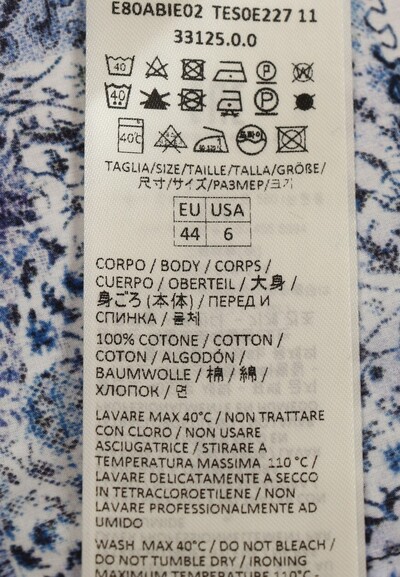 E80ABIE02 TES0E227 11
33125.0.0
40 P W
40 P
40℃
TAGLIA/SIZE/TAILLE/TALLA/GRÖßE/
尺寸/サイズ/PA3MEP/크기
EU USA
44 6
CORPO / BODY / CORPS /
CUERPO / OBERTEIL / 大身 /
身ごろ (本体) / ПЕРЕД И
СПИНКА / 몸체
100% COTONE / COTTON /
COTON / ALGODÓN /
BAUMWOLLE / 棉 / 綿 /
ХЛОПОК / 면
LAVARE MAX 40°C / NON TRATTARE
CON CLORO / NON USARE
ASCIUGATRICE / STIRARE A
TEMPERATURA MASSIMA 110 °C /
LAVARE DELICATAMENTE A SECCO
IN TETRACLOROETILENE / NON
LAVARE PROFESSIONALMENTE AD
UMIDO
WASH MAX 40°C / DO NOT BLEACH /
DO NOT TUMBLE DRY / IRONING
MAXIMUM TEMPERATURE 110°C -